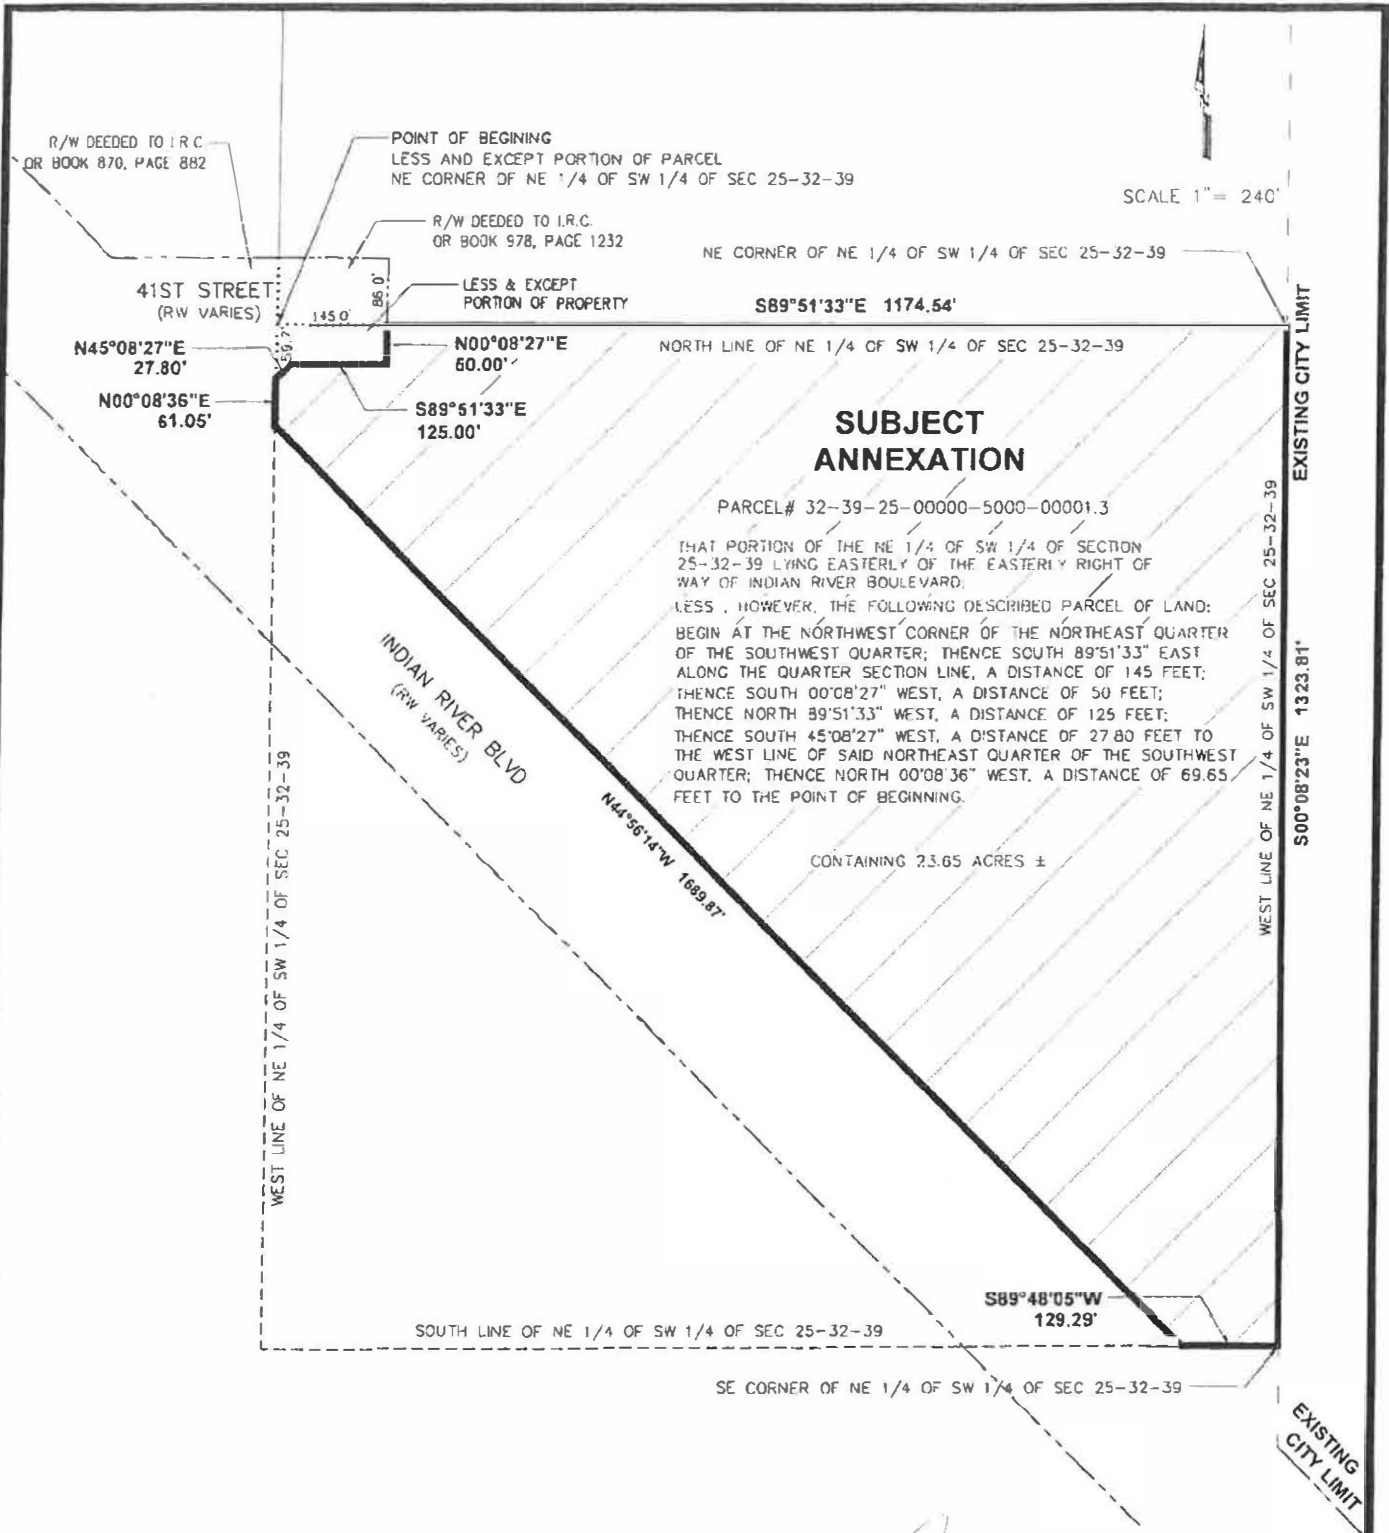 R/W DEEDED TO I R C
OR BOOK 870, PAGE 882
POINT OF BEGINING
LESS AND EXCEPT PORTION OF PARCEL
NE CORNER OF NE 1/4 OF SW 1/4 OF SEC 25-32-39
SCALE 1"= 240'
R/W DEEDED TO I.R.C.
OR BOOK 978, PAGE 1232
NE CORNER OF NE 1/4 OF SW 1/4 OF SEC 25-32-39
41ST STREET
(RW VARIES)
86.0'
LESS & EXCEPT
PORTION OF PROPERTY
145.0'
S89°51'33"E 1174.54'
EXISTING CITY LIMIT
N45°08'27"E
27.80'
59.7'
N00°08'27"E
60.00'
NORTH LINE OF NE 1/4 OF SW 1/4 OF SEC 25-32-39
N00°08'36"E
61.05'
S89°51'33"E
125.00'
SUBJECT
ANNEXATION
PARCEL# 32-39-25-00000-5000-00001.3
THAT PORTION OF THE NE 1/4 OF SW 1/4 OF SECTION
25-32-39 LYING EASTERLY OF THE EASTERLY RIGHT OF
WAY OF INDIAN RIVER BOULEVARD;
LESS , HOWEVER, THE FOLLOWING DESCRIBED PARCEL OF LAND:
BEGIN AT THE NORTHWEST CORNER OF THE NORTHEAST QUARTER
OF THE SOUTHWEST QUARTER; THENCE SOUTH 89°51'33" EAST
ALONG THE QUARTER SECTION LINE, A DISTANCE OF 145 FEET;
THENCE SOUTH 00°08'27" WEST, A DISTANCE OF 50 FEET;
THENCE NORTH 89°51'33" WEST, A DISTANCE OF 125 FEET;
THENCE SOUTH 45°08'27" WEST, A DISTANCE OF 27.80 FEET TO
THE WEST LINE OF SAID NORTHEAST QUARTER OF THE SOUTHWEST
QUARTER; THENCE NORTH 00°08'36" WEST, A DISTANCE OF 69.65
FEET TO THE POINT OF BEGINNING.
CONTAINING 23.65 ACRES ±
WEST LINE OF NE 1/4 OF SW 1/4 OF SEC 25-32-39
S00°08'23"E 1323.81'
INDIAN RIVER BLVD
(RW VARIES)
N44°56'14"W 1689.87'
WEST LINE OF NE 1/4 OF SW 1/4 OF SEC 25-32-39
S89°48'05"W
129.29'
SOUTH LINE OF NE 1/4 OF SW 1/4 OF SEC 25-32-39
SE CORNER OF NE 1/4 OF SW 1/4 OF SEC 25-32-39
EXISTING
CITY LIMIT